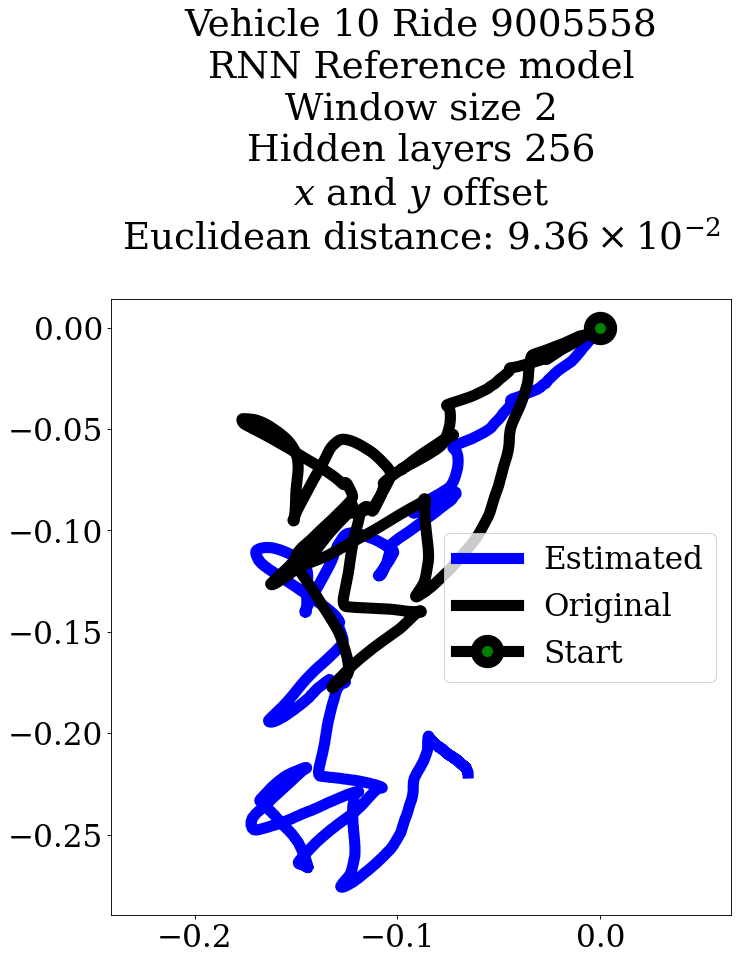 Vehicle 10 Ride 9005558
RNN Reference model
Window size 2
Hidden layers 256
x and y offset
Euclidean distance: 9.36 × 10⁻²
0.00
−0.05
−0.10
−0.15
−0.20
−0.25
Estimated
Original
Start
−0.2
−0.1
0.0